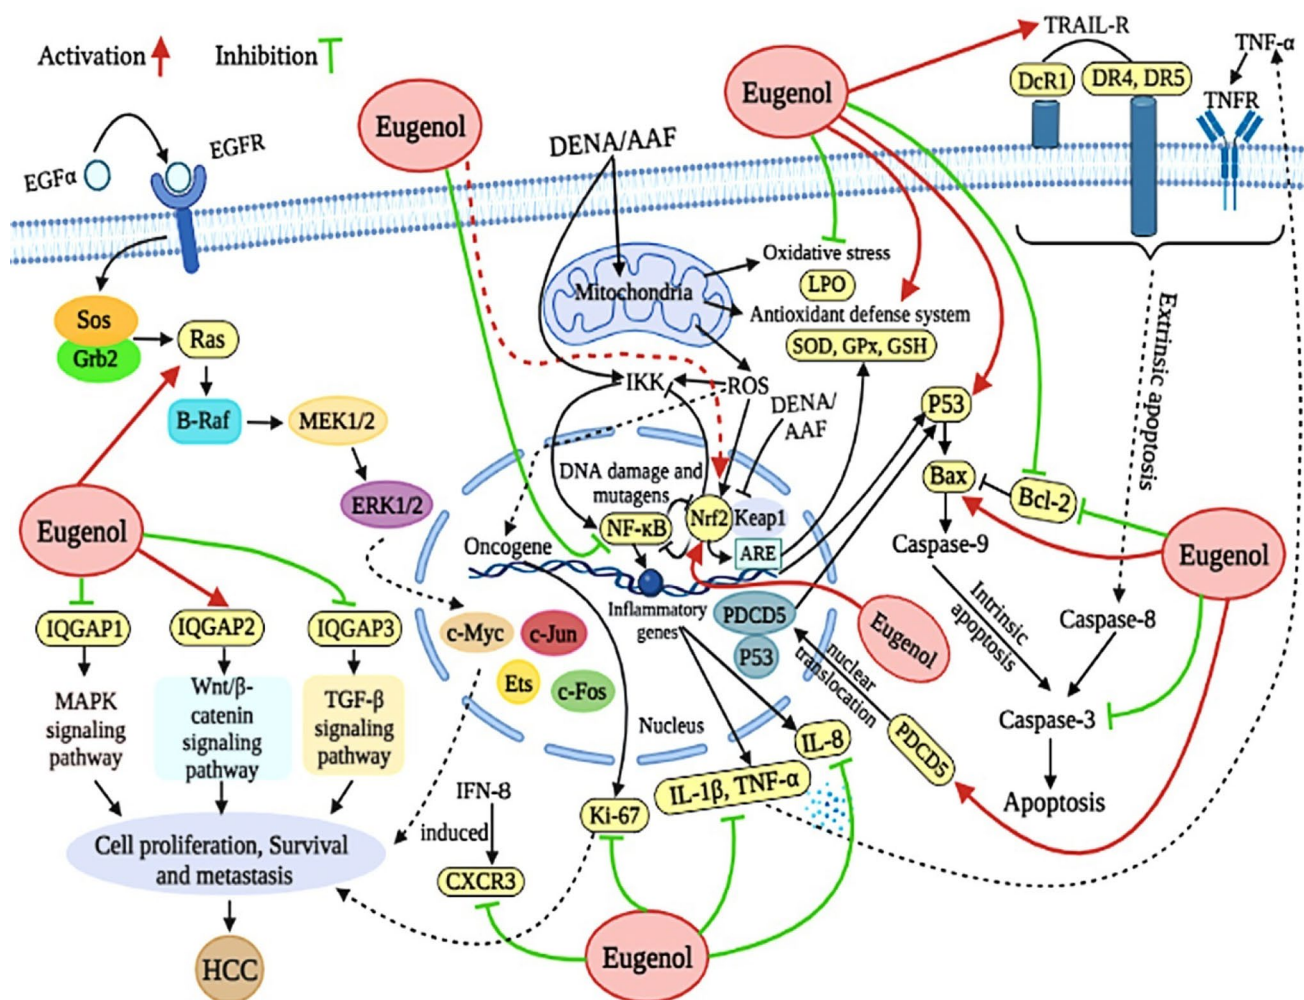 Activation
Inhibition
EGFα
EGFR
Eugenol
DENA/AAF
Eugenol
TRAIL-R
DcR1
DR4, DR5
TNF-α
TNFR
Sos
Grb2
Ras
B-Raf
MEK1/2
ERK1/2
Mitochondria
Oxidative stress
LPO
Antioxidant defense system
SOD, GPx, GSH
IKK
ROS
DENA/
AAF
P53
Bax
Bcl-2
Caspase-9
Extrinsic apoptosis
Intrinsic
apoptosis
Caspase-8
Caspase-3
Apoptosis
Eugenol
DNA damage and
mutagens
NF-κB
Nrf2
Keap1
ARE
Oncogene
Inflammatory
genes
PDCD5
P53
Eugenol
nuclear
translocation
PDCD5
c-Myc
c-Jun
Ets
c-Fos
Nucleus
IL-8
IL-1β, TNF-α
Ki-67
IFN-8
induced
CXCR3
Eugenol
Eugenol
IQGAP1
IQGAP2
IQGAP3
MAPK
signaling
pathway
Wnt/β-
catenin
signaling
pathway
TGF-β
signaling
pathway
Cell proliferation, Survival
and metastasis
HCC